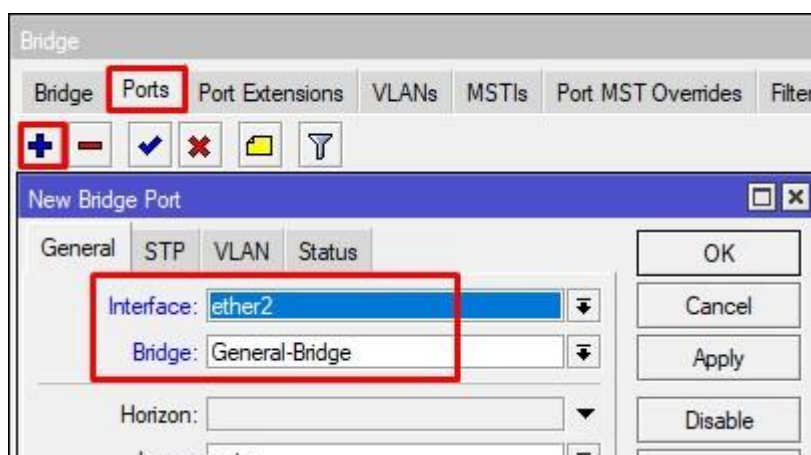 Bridge
Bridge Ports Port Extensions VLANs MSTIs Port MST Overrides Filter
New Bridge Port
General STP VLAN Status
OK
Interface: ether2
Cancel
Bridge: General-Bridge
Apply
Horizon:
Disable